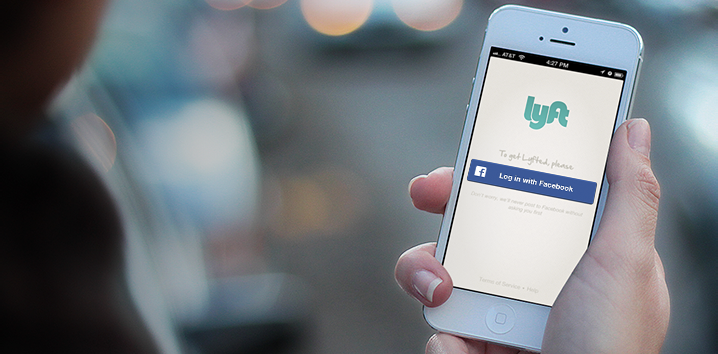 AT&T
4:27 PM
lyft
To get Lyfted, please
f
Log in with Facebook
Don't worry, we'll never post to Facebook without
asking you first
Terms of Service + Help